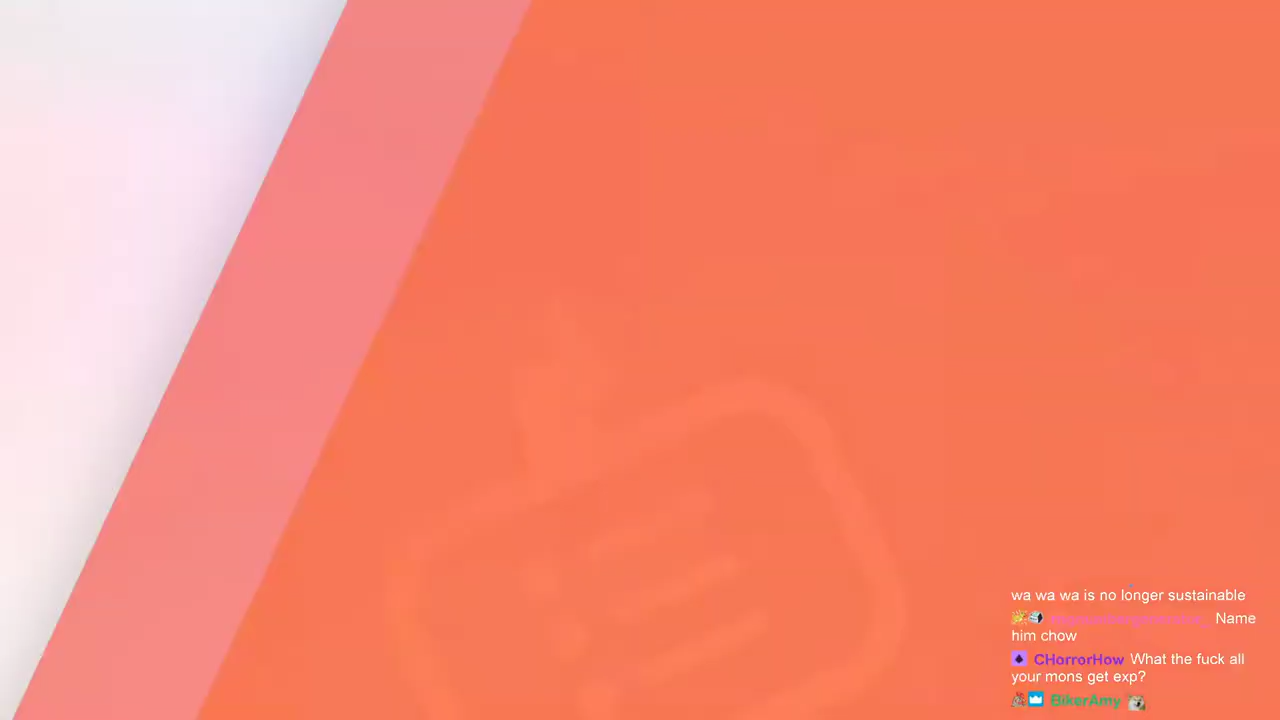 wa wa wa is no longer sustainable
Name
him chow
CHorrorHow What the fuck all
your mons get exp?
BikerAmy